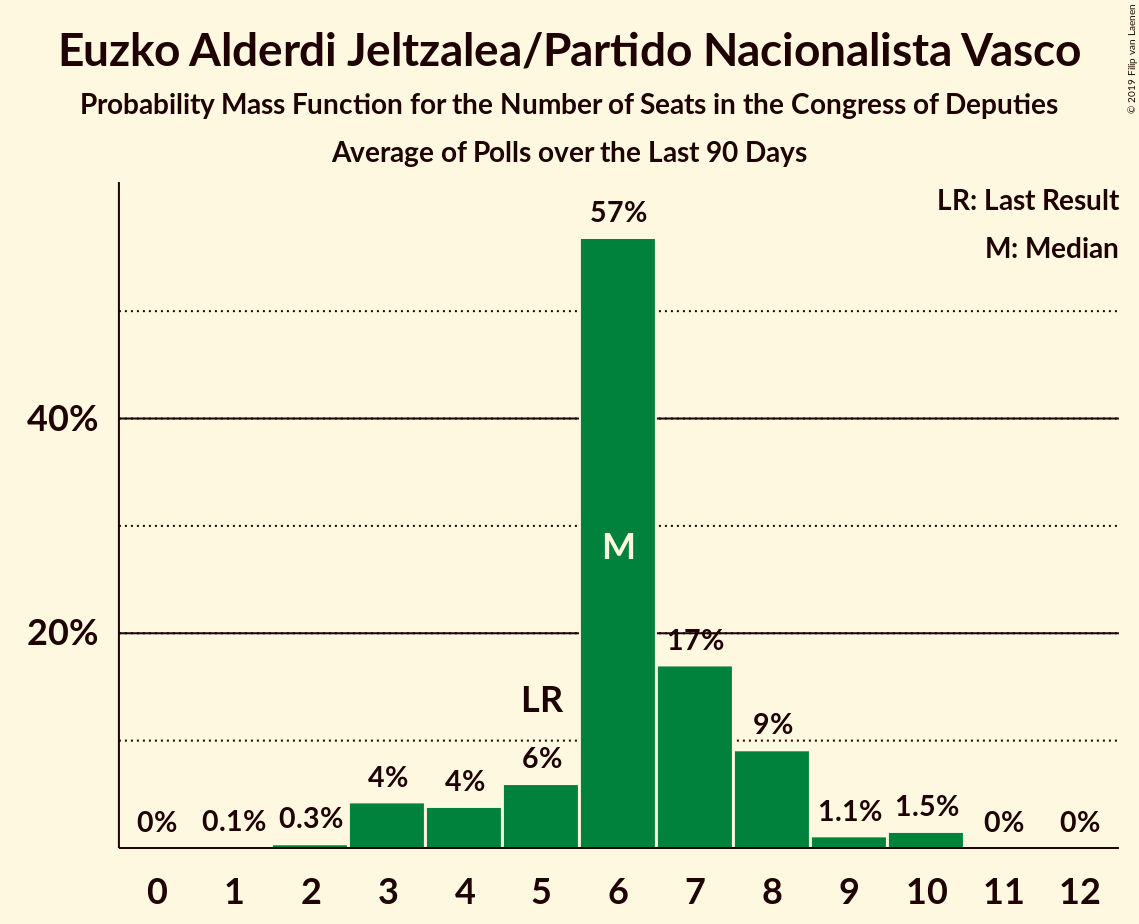 Euzko Alderdi Jeltzalea/Partido Nacionalista Vasco
Probability Mass Function for the Number of Seats in the Congress of Deputies
Average of Polls over the Last 90 Days
© 2019 Filip van Laenen
LR: Last Result
M: Median
57%
40%
M
20%
17%
LR
9%
6%
4%
4%
1.5%
1.1%
0.3%
0.1%
0%
0%
0%
0 1 2 3 4 5 6 7 8 9 10 11 12